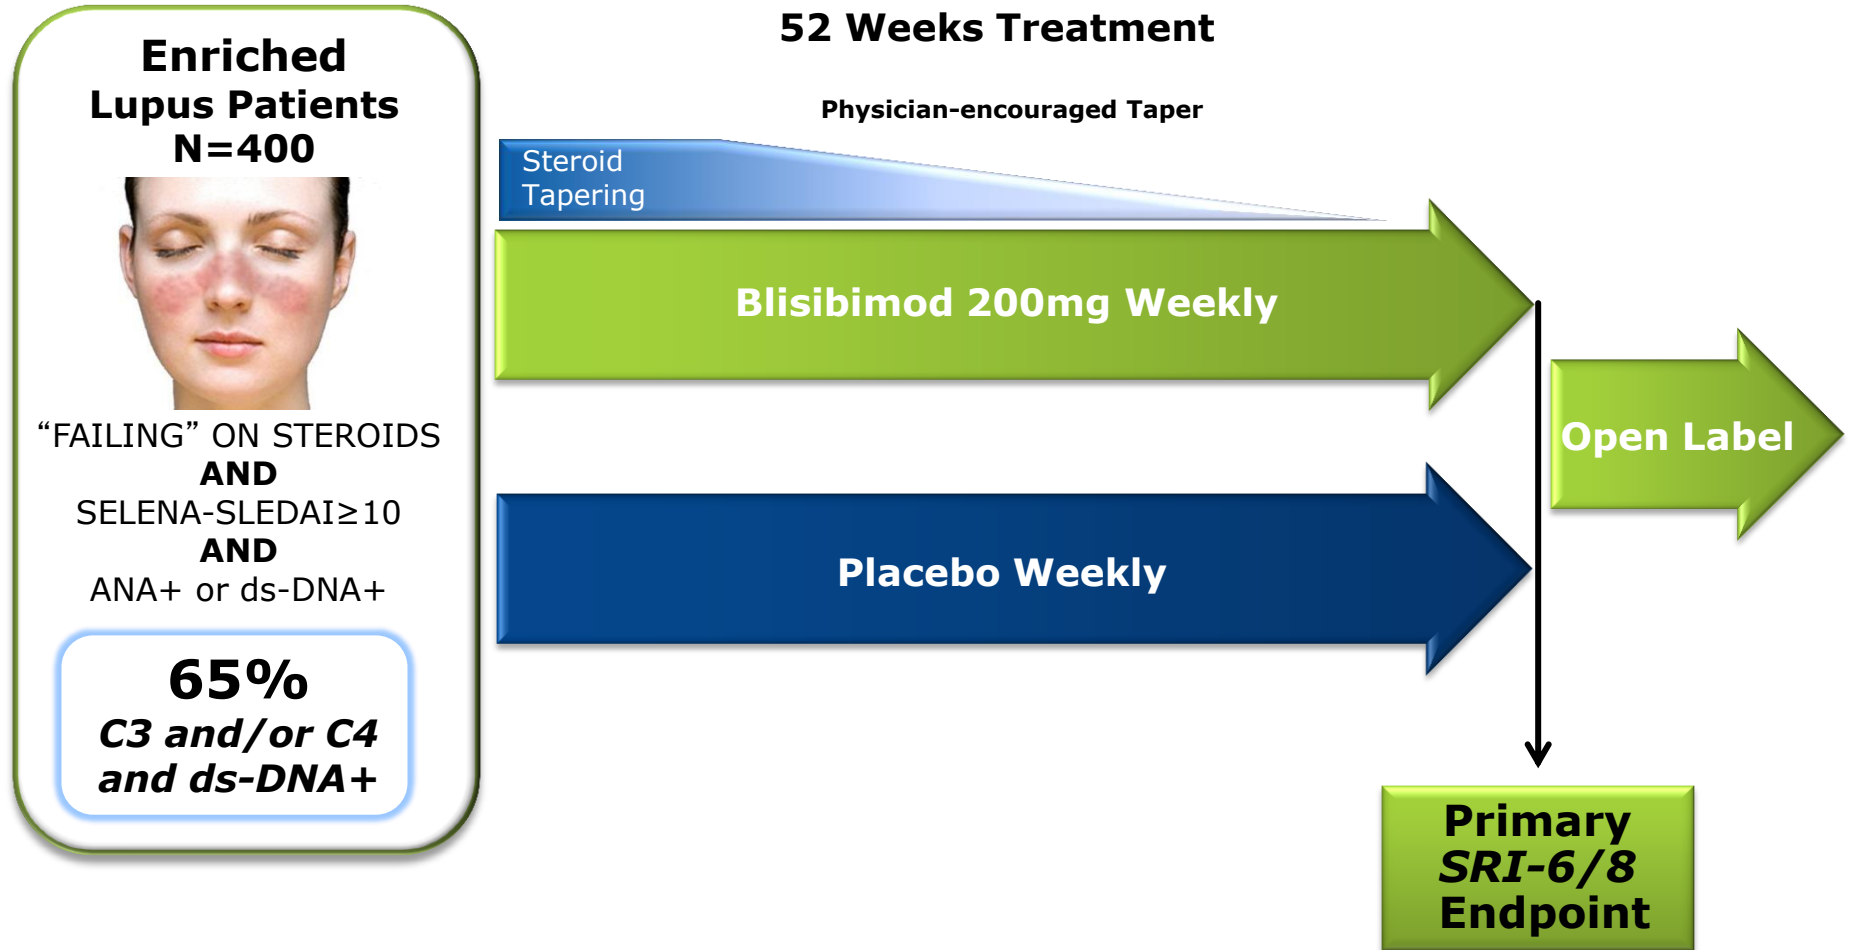 Enriched
Lupus Patients
N=400
“FAILING” ON STEROIDS
AND
SELENA-SLEDAI≥10
AND
ANA+ or ds-DNA+
65%
C3 and/or C4
and ds-DNA+
52 Weeks Treatment
Physician-encouraged Taper
Steroid
Tapering
Blisibimod 200mg Weekly
Placebo Weekly
Open Label
Primary
SRI-6/8
Endpoint